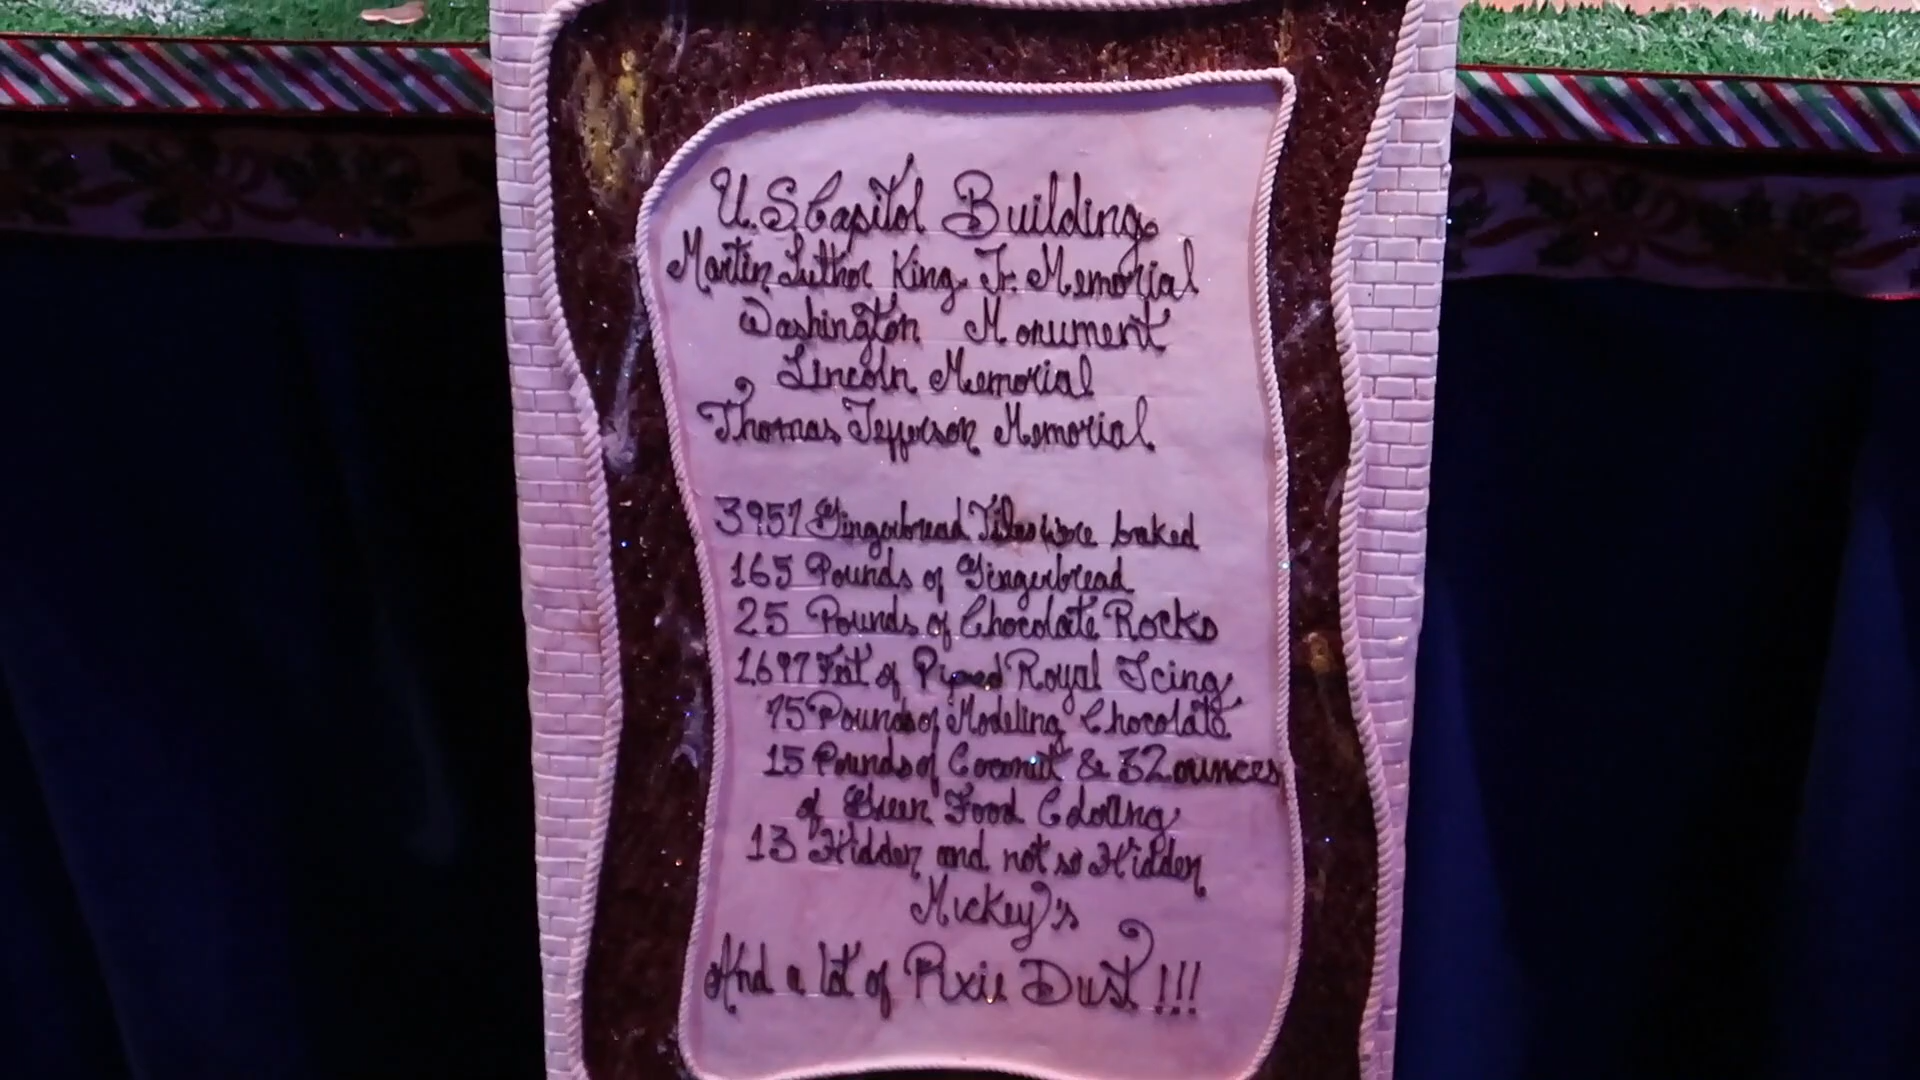 U.S Capitol Building
Martin Luthor King Jr. Memorial
Washington Monument
Lincoln Memorial
Thomas Jefferson Memorial
3957 Gingerbread Tiles were baked
165 Pounds of Gingerbread
25 Pounds of Chocolate Rocks
1,697 Feet of Piped Royal Icing
75 Pounds of Modeling Chocolate
15 Pounds of Coconut & 32 ounces
of Green Food Coloring
13 Hidden and not so Hidden
Mickey's
And a lot of Pixie Dust !!!